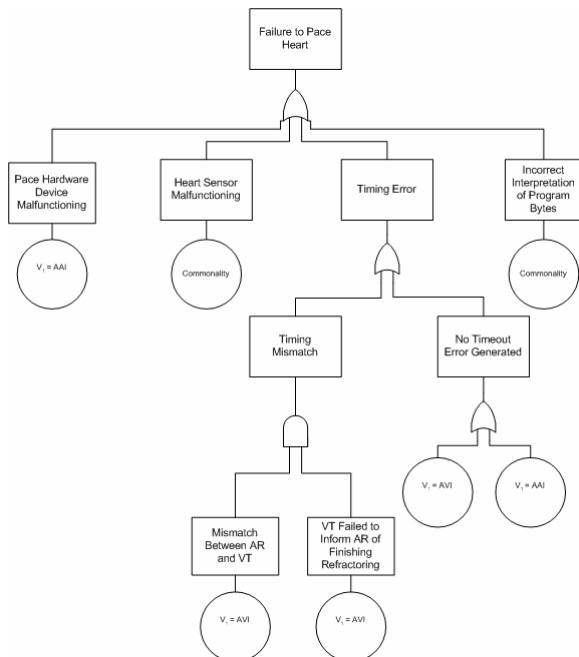 Failure to Pace
Heart
Pace Hardware
Device
Malfunctioning
Heart Sensor
Malfunctioning
Timing Error
Incorrect
Interpretation
of Program
Bytes
V₁ = AAI
Commonality
Commonality
Timing
Mismatch
No Timeout
Error Generated
V₁ = AVI
V₁ = AAI
Mismatch
Between AR
and VT
VT Failed to
Inform AR of
Finishing
Refractoring
V₁ = AVI
V₁ = AVI